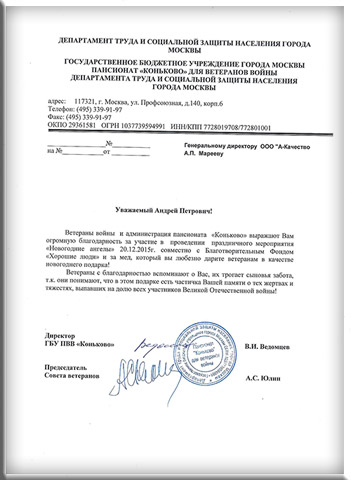 ДЕПАРТАМЕНТ ТРУДА И СОЦИАЛЬНОЙ ЗАЩИТЫ НАСЕЛЕНИЯ ГОРОДА
МОСКВЫ
ГОСУДАРСТВЕННОЕ БЮДЖЕТНОЕ УЧРЕЖДЕНИЕ ГОРОДА МОСКВЫ
ПАНСИОНАТ «КОНЬКОВО» ДЛЯ ВЕТЕРАНОВ ВОЙНЫ
ДЕПАРТАМЕНТА ТРУДА И СОЦИАЛЬНОЙ ЗАЩИТЫ НАСЕЛЕНИЯ
ГОРОДА МОСКВЫ
адрес: 117321, г. Москва, ул. Профсоюзная, д.140, корп.6
Телефон: (495) 339-91-97
Факс: (495) 339-91-97
ОКПО 29361581 ОГРН 1037739594991 ИНН/КПП 7728019708/772801001
№ Генеральному директору ООО "А-Качество
на № от А.П. Марееву
Уважаемый Андрей Петрович!
Ветераны войны и администрация пансионата «Коньково» выражают Вам
огромную благодарность за участие в проведении праздничного мероприятия
«Новогодние ангелы» 20.12.2015г. совместно с Благотворительным Фондом
«Хорошие люди» и за мед, который вы любезно дарите ветеранам в качестве
новогоднего подарка!
Ветераны с благодарностью вспоминают о Вас, их трогает сыновья забота,
т.к. они понимают, что в этом подарке есть частичка Вашей памяти о тех жертвах и
тяжестях, выпавших на долю всех участников Великой Отечественной войны!
Директор
ГБУ ПВВ «Коньково» В.Н. Ведомцев
Пансионат
"Коньково"
для ветеранов
войны
Председатель
Совета ветеранов А.С. Юлин